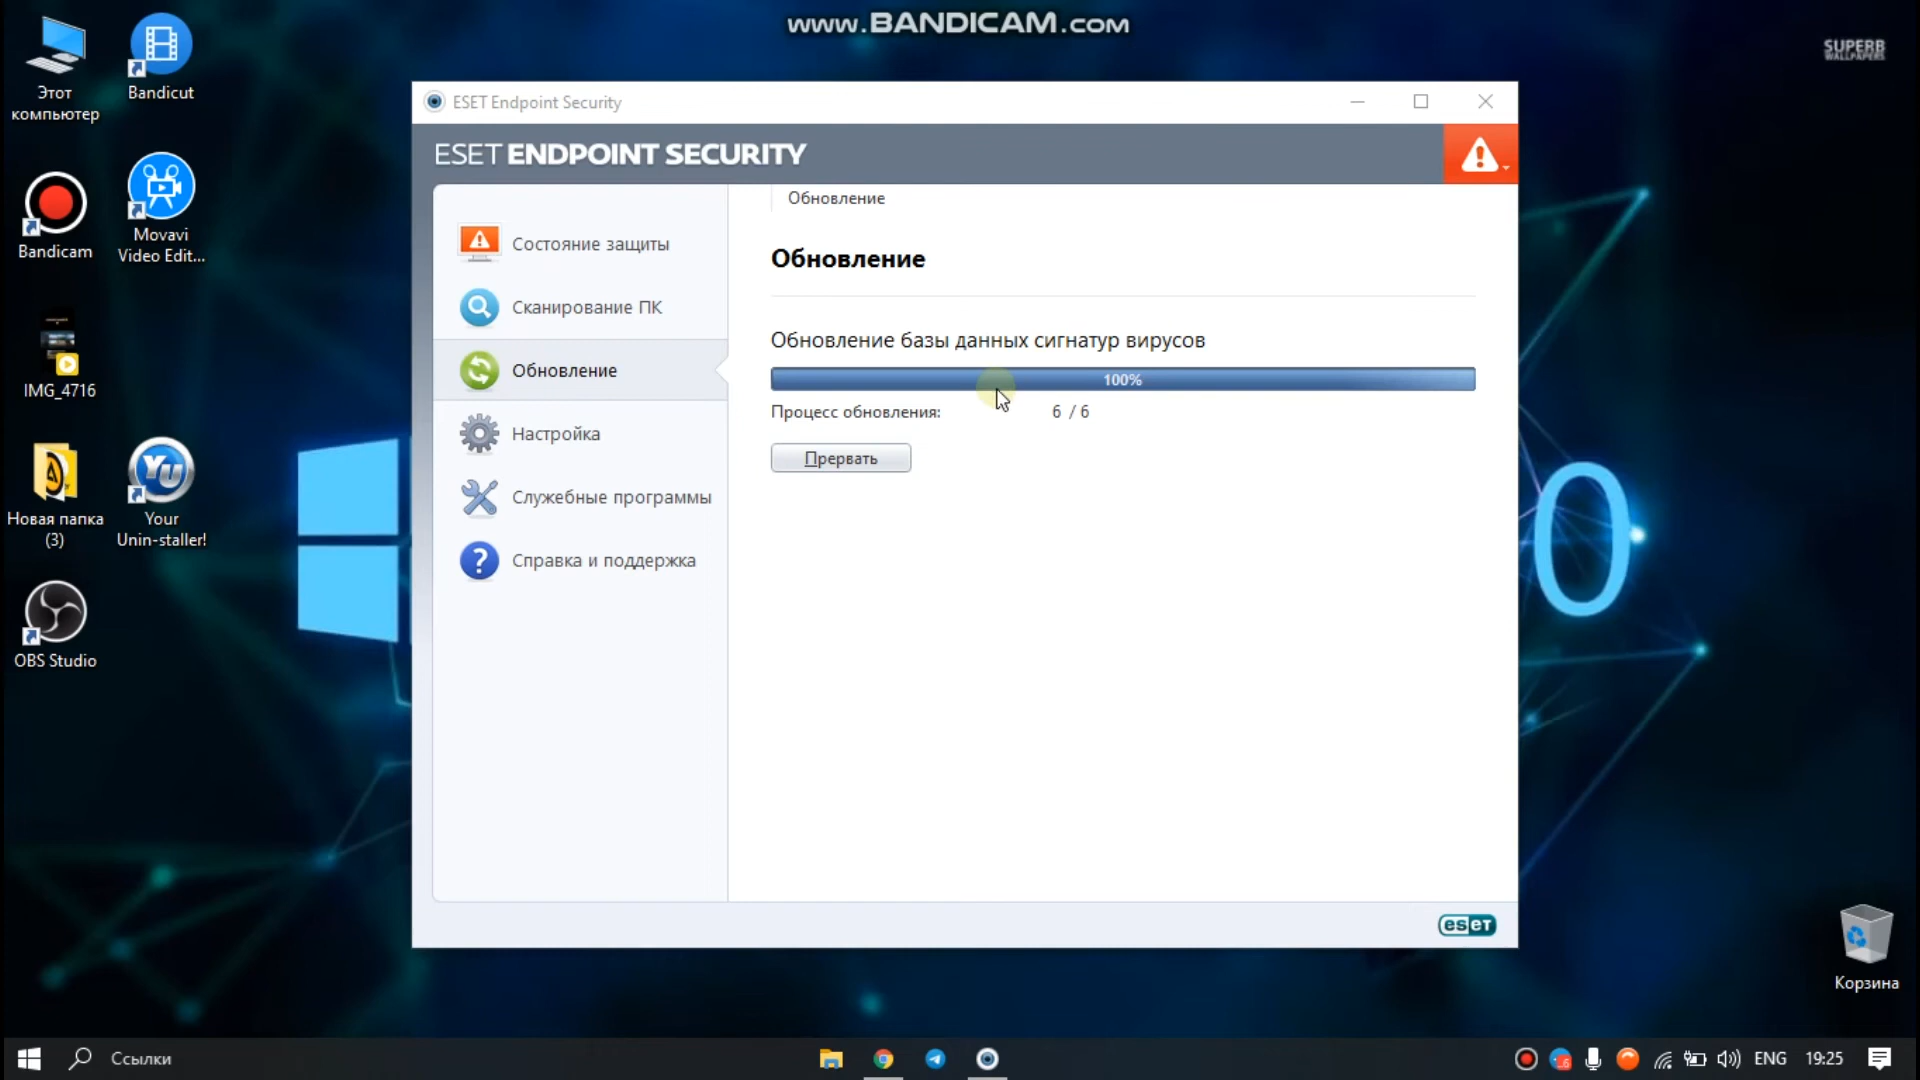 www.BANDICAM.com
SUPERB
WALLPAPERS
Этот
компьютер
Bandicut
Bandicam
Movavi
Video Edit...
IMG_4716
Новая папка
(3)
Your
Unin-staller!
OBS Studio
Корзина
ESET Endpoint Security
ESET ENDPOINT SECURITY
Состояние защиты
Сканирование ПК
Обновление
Настройка
Служебные программы
Справка и поддержка
Обновление
Обновление
Обновление базы данных сигнатур вирусов
100%
Процесс обновления: 6 / 6
Прервать
eseT
Ссылки
ENG 19:25